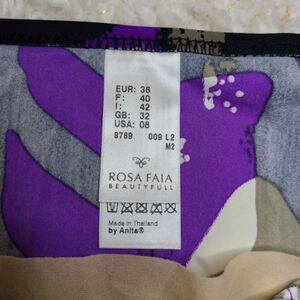 EUR: 38
F: 40
I: 42
GB: 32
USA: 08
8789 009 L2
M2
ROSA FAIA
BEAUTYFULL
Made in Thailand
by Anita®